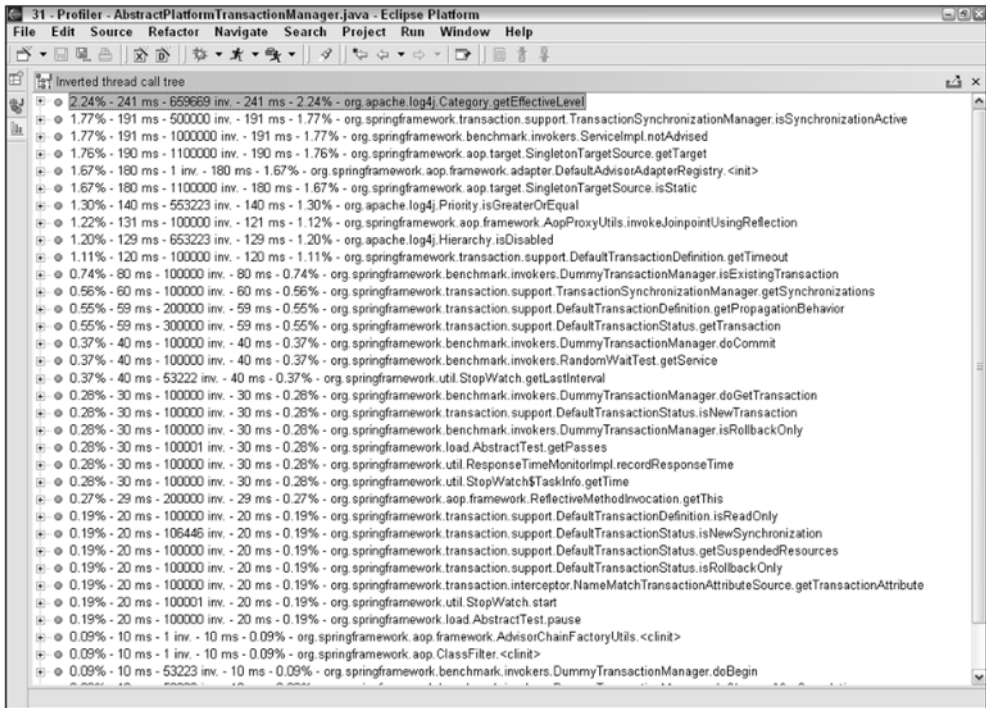 31 - Profiler - AbstractPlatformTransactionManager.java - Eclipse Platform
File Edit Source Refactor Navigate Search Project Run Window Help
Inverted thread call tree
2.24% - 241 ms - 659669 inv. - 241 ms - 2.24% - org.apache.log4j.Category.getEffectiveLevel
1.77% - 191 ms - 500000 inv. - 191 ms - 1.77% - org.springframework.transaction.support.TransactionSynchronizationManager.isSynchronizationActive
1.77% - 191 ms - 1000000 inv. - 191 ms - 1.77% - org.springframework.benchmark.invokers.ServiceImpl.notAdvised
1.76% - 190 ms - 1100000 inv. - 190 ms - 1.76% - org.springframework.aop.target.SingletonTargetSource.getTarget
1.67% - 180 ms - 1 inv. - 180 ms - 1.67% - org.springframework.aop.framework.adapter.DefaultAdvisorAdapterRegistry.<init>
1.67% - 180 ms - 1100000 inv. - 180 ms - 1.67% - org.springframework.aop.target.SingletonTargetSource.isStatic
1.30% - 140 ms - 553223 inv. - 140 ms - 1.30% - org.apache.log4j.Priority.isGreaterOrEqual
1.22% - 131 ms - 100000 inv. - 121 ms - 1.12% - org.springframework.aop.framework.AopProxyUtils.invokeJoinpointUsingReflection
1.20% - 129 ms - 653223 inv. - 129 ms - 1.20% - org.apache.log4j.Hierarchy.isDisabled
1.11% - 120 ms - 100000 inv. - 120 ms - 1.11% - org.springframework.transaction.support.DefaultTransactionDefinition.getTimeout
0.74% - 80 ms - 100000 inv. - 80 ms - 0.74% - org.springframework.benchmark.invokers.DummyTransactionManager.isExistingTransaction
0.56% - 60 ms - 100000 inv. - 60 ms - 0.56% - org.springframework.transaction.support.TransactionSynchronizationManager.getSynchronizations
0.55% - 59 ms - 200000 inv. - 59 ms - 0.55% - org.springframework.transaction.support.DefaultTransactionDefinition.getPropagationBehavior
0.55% - 59 ms - 300000 inv. - 59 ms - 0.55% - org.springframework.transaction.support.DefaultTransactionStatus.getTransaction
0.37% - 40 ms - 100000 inv. - 40 ms - 0.37% - org.springframework.benchmark.invokers.DummyTransactionManager.doCommit
0.37% - 40 ms - 100000 inv. - 40 ms - 0.37% - org.springframework.benchmark.invokers.RandomWaitTest.getService
0.37% - 40 ms - 53222 inv. - 40 ms - 0.37% - org.springframework.util.StopWatch.getLastInterval
0.28% - 30 ms - 100000 inv. - 30 ms - 0.28% - org.springframework.benchmark.invokers.DummyTransactionManager.doGetTransaction
0.28% - 30 ms - 100000 inv. - 30 ms - 0.28% - org.springframework.transaction.support.DefaultTransactionStatus.isNewTransaction
0.28% - 30 ms - 100000 inv. - 30 ms - 0.28% - org.springframework.benchmark.invokers.DummyTransactionManager.isRollbackOnly
0.28% - 30 ms - 100001 inv. - 30 ms - 0.28% - org.springframework.load.AbstractTest.getPasses
0.28% - 30 ms - 100000 inv. - 30 ms - 0.28% - org.springframework.util.ResponseTimeMonitorImpl.recordResponseTime
0.28% - 30 ms - 100000 inv. - 30 ms - 0.28% - org.springframework.util.StopWatch$TaskInfo.getTime
0.27% - 29 ms - 200000 inv. - 29 ms - 0.27% - org.springframework.aop.framework.ReflectiveMethodInvocation.getThis
0.19% - 20 ms - 100000 inv. - 20 ms - 0.19% - org.springframework.transaction.support.DefaultTransactionDefinition.isReadOnly
0.19% - 20 ms - 106446 inv. - 20 ms - 0.19% - org.springframework.transaction.support.DefaultTransactionStatus.isNewSynchronization
0.19% - 20 ms - 100000 inv. - 20 ms - 0.19% - org.springframework.transaction.support.DefaultTransactionStatus.getSuspendedResources
0.19% - 20 ms - 100000 inv. - 20 ms - 0.19% - org.springframework.transaction.support.DefaultTransactionStatus.isRollbackOnly
0.19% - 20 ms - 100000 inv. - 20 ms - 0.19% - org.springframework.transaction.interceptor.NameMatchTransactionAttributeSource.getTransactionAttribute
0.19% - 20 ms - 100001 inv. - 20 ms - 0.19% - org.springframework.util.StopWatch.start
0.19% - 20 ms - 100000 inv. - 20 ms - 0.19% - org.springframework.load.AbstractTest.pause
0.09% - 10 ms - 1 inv. - 10 ms - 0.09% - org.springframework.aop.framework.AdvisorChainFactoryUtils.<clinit>
0.09% - 10 ms - 1 inv. - 10 ms - 0.09% - org.springframework.aop.ClassFilter.<clinit>
0.09% - 10 ms - 53223 inv. - 10 ms - 0.09% - org.springframework.benchmark.invokers.DummyTransactionManager.doBegin